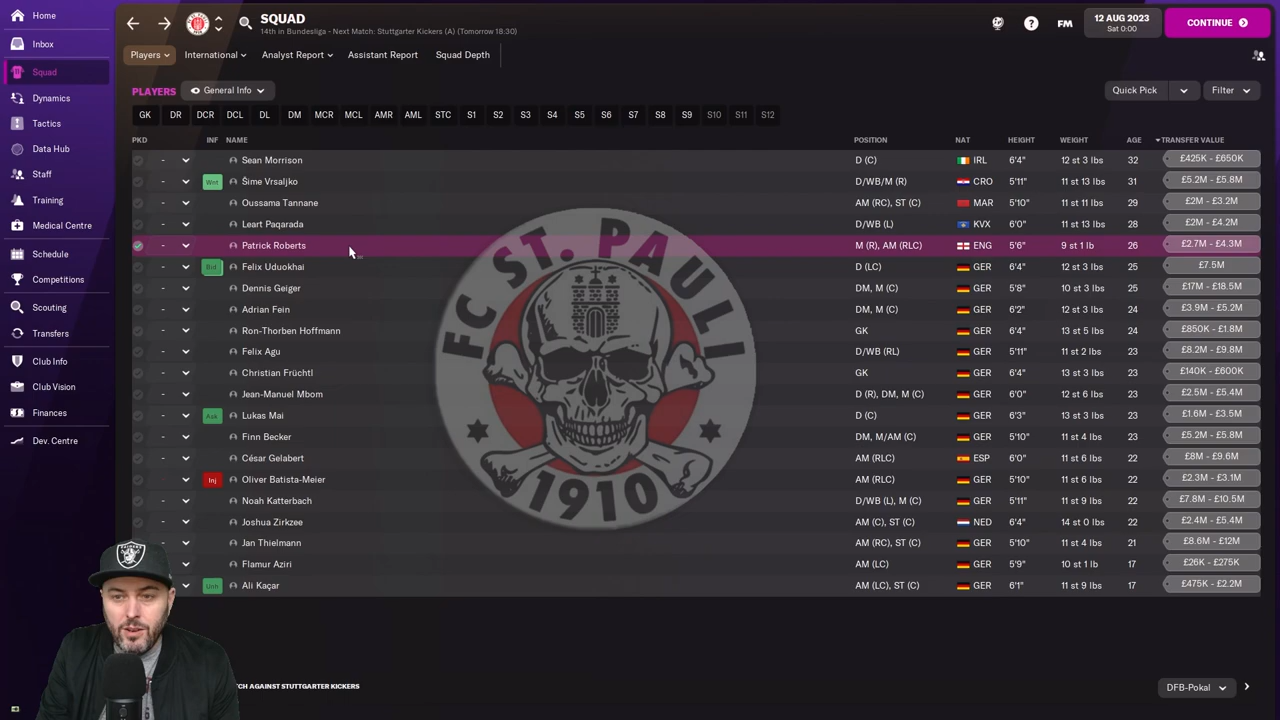 Home
Inbox
Squad
Dynamics
Tactics
Data Hub
Staff
Training
Medical Centre
Schedule
Competitions
Scouting
Transfers
Club Info
Club Vision
Finances
Dev. Centre
SQUAD
14th in Bundesliga - Next Match: Stuttgarter Kickers (A) (Tomorrow 18:30)
FM
12 AUG 2023
Sat 0:00
CONTINUE
Players International Analyst Report Assistant Report Squad Depth
PLAYERS General Info Quick Pick Filter
GK DR DCR DCL DL DM MCR MCL AMR AML STC S1 S2 S3 S4 S5 S6 S7 S8 S9 S10 S11 S12
PKD INF NAME POSITION NAT HEIGHT WEIGHT AGE TRANSFER VALUE
- Sean Morrison D (C) IRL 6'4" 12 st 3 lbs 32 £425K - £650K
- Wnt Šime Vrsaljko D/WB/M (R) CRO 5'11" 11 st 13 lbs 31 £5.2M - £5.8M
- Oussama Tannane AM (RC), ST (C) MAR 5'10" 11 st 11 lbs 29 £2M - £3.2M
- Leart Paqarada D/WB (L) KVX 6'0" 11 st 13 lbs 28 £2M - £4.2M
- Patrick Roberts M (R), AM (RLC) ENG 5'6" 9 st 1 lb 26 £2.7M - £4.3M
- Bid Felix Uduokhai D (LC) GER 6'4" 12 st 3 lbs 25 £7.5M
- Dennis Geiger DM, M (C) GER 5'8" 10 st 3 lbs 25 £17M - £18.5M
- Adrian Fein DM, M (C) GER 6'2" 12 st 3 lbs 24 £3.9M - £5.2M
- Ron-Thorben Hoffmann GK GER 6'4" 13 st 5 lbs 24 £850K - £1.8M
- Felix Agu D/WB (RL) GER 5'11" 11 st 2 lbs 23 £8.2M - £9.8M
- Christian Früchtl GK GER 6'4" 13 st 3 lbs 23 £140K - £600K
- Jean-Manuel Mbom D (R), DM, M (C) GER 6'0" 12 st 6 lbs 23 £2.5M - £5.4M
- Ask Lukas Mai D (C) GER 6'3" 13 st 3 lbs 23 £1.6M - £3.5M
- Finn Becker DM, M/AM (C) GER 5'10" 11 st 4 lbs 23 £5.2M - £5.8M
- César Gelabert AM (RLC) ESP 6'0" 11 st 6 lbs 22 £8M - £9.6M
- Inj Oliver Batista-Meier AM (RLC) GER 5'10" 11 st 6 lbs 22 £2.3M - £3.1M
- Noah Katterbach D/WB (L), M (C) GER 5'11" 11 st 9 lbs 22 £7.8M - £10.5M
- Joshua Zirkzee AM (C), ST (C) NED 6'4" 14 st 0 lbs 22 £2.4M - £5.4M
- Jan Thielmann AM (RC), ST (C) GER 5'10" 11 st 4 lbs 21 £8.6M - £12M
- Flamur Aziri AM (LC) GER 5'9" 10 st 1 lb 17 £26K - £275K
- Unh Ali Kaçar AM (LC), ST (C) GER 6'1" 11 st 9 lbs 17 £475K - £2.2M
FC ST. PAULI
1910
TCH AGAINST STUTTGARTER KICKERS
DFB-Pokal
RAIDERS